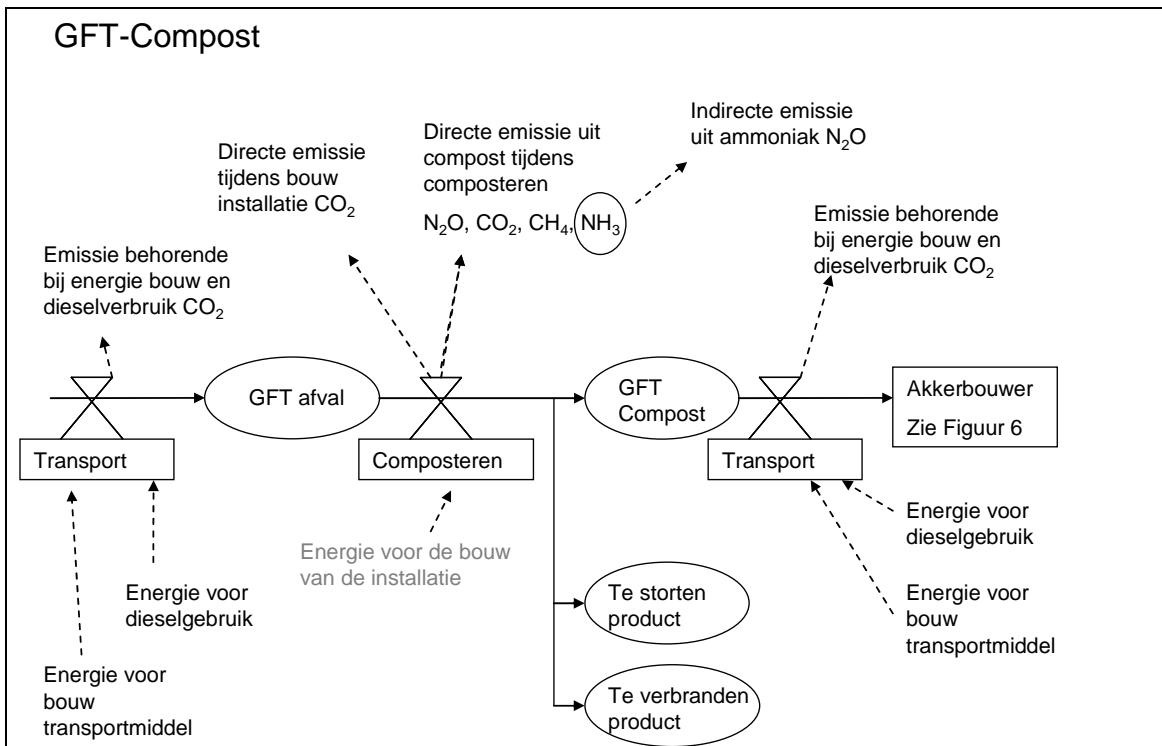 GFT-Compost
Indirecte emissie
uit ammoniak N₂O
Directe emissie uit
compost tijdens
composteren
N₂O, CO₂, CH₄, NH₃
Directe emissie
tijdens bouw
installatie CO₂
Emissie behorende
bij energie bouw en
dieselverbruik CO₂
Emissie behorende
bij energie bouw en
dieselverbruik CO₂
GFT afval
GFT
Compost
Akkerbouwer
Zie Figuur 6
Transport
Composteren
Transport
Energie voor
dieselgebruik
Energie voor de bouw
van de installatie
Energie voor
dieselgebruik
Te storten
product
Energie voor
bouw
transportmiddel
Energie voor
bouw
transportmiddel
Te verbranden
product